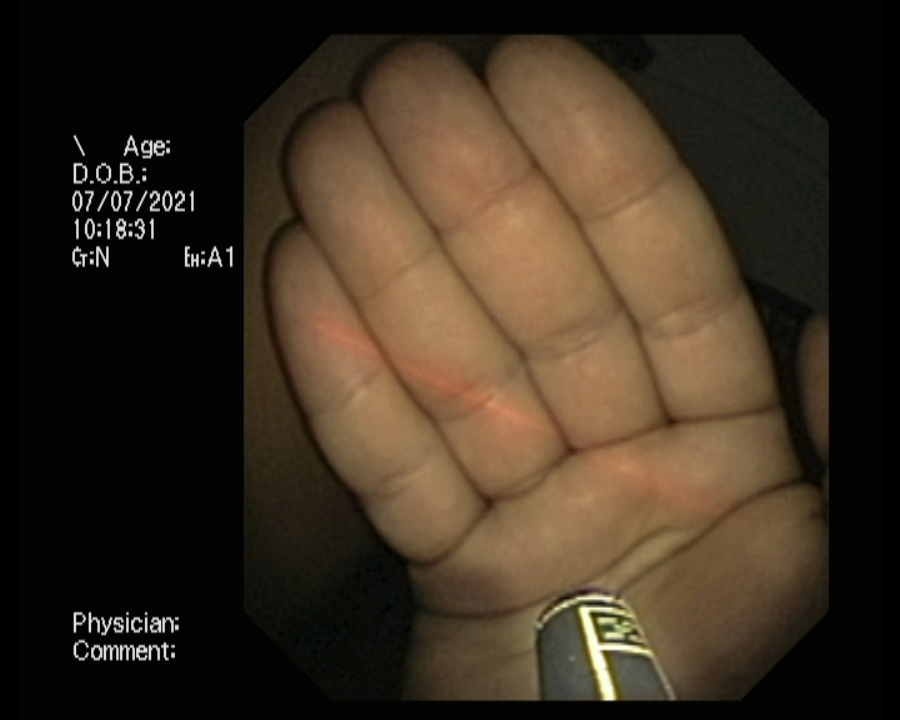 \ Age:
D.O.B.:
07/07/2021
10:18:31
Cr:N Eh:A1
Physician:
Comment: